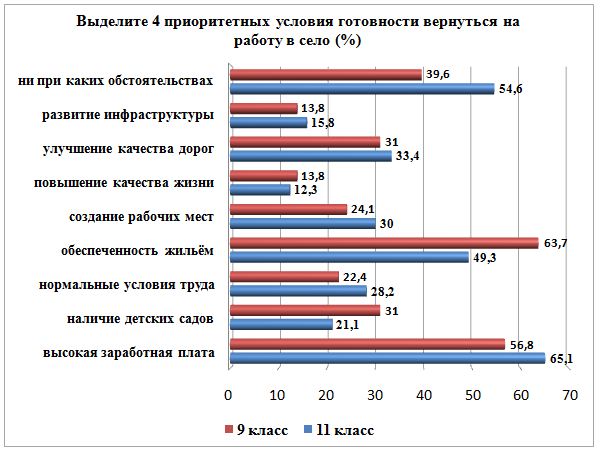 Выделите 4 приоритетных условия готовности вернуться на
работу в село (%)
ни при каких обстоятельствах
39,6
54,6
развитие инфраструктуры
13,8
15,8
улучшение качества дорог
31
33,4
повышение качества жизни
13,8
12,3
создание рабочих мест
24,1
30
обеспеченность жильём
63,7
49,3
нормальные условия труда
22,4
28,2
наличие детских садов
31
21,1
высокая заработная плата
56,8
65,1
0 10 20 30 40 50 60 70
9 класс 11 класс